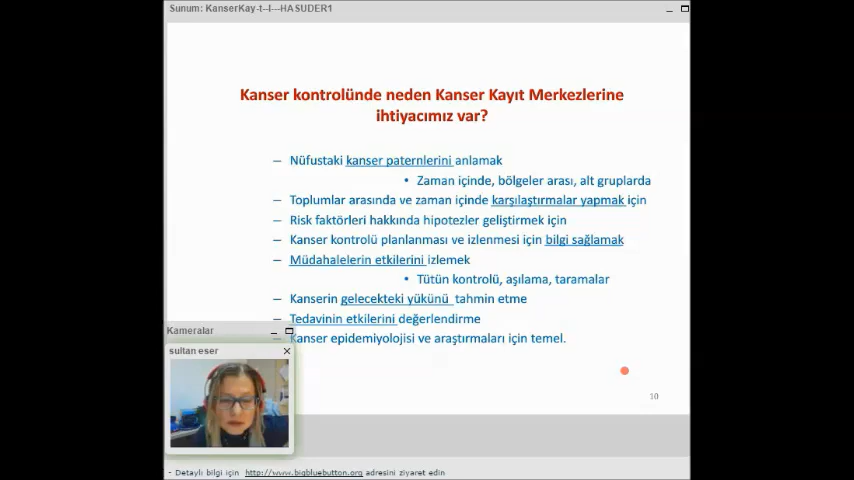 Sunum: KanserKay-t--I---HASUDER1
Kanser kontrolünde neden Kanser Kayıt Merkezlerine
ihtiyacımız var?
– Nüfustaki kanser paternlerini anlamak
• Zaman içinde, bölgeler arası, alt gruplarda
– Toplumlar arasında ve zaman içinde karşılaştırmalar yapmak için
– Risk faktörleri hakkında hipotezler geliştirmek için
– Kanser kontrolü planlanması ve izlenmesi için bilgi sağlamak
– Müdahalelerin etkilerini izlemek
• Tütün kontrolü, aşılama, taramalar
– Kanserin gelecekteki yükünü tahmin etme
– Tedavinin etkilerini değerlendirme
– Kanser epidemiyolojisi ve araştırmaları için temel.
10
Kameralar
sultan eser
- Detaylı bilgi için http://www.bigbluebutton.org adresini ziyaret edin